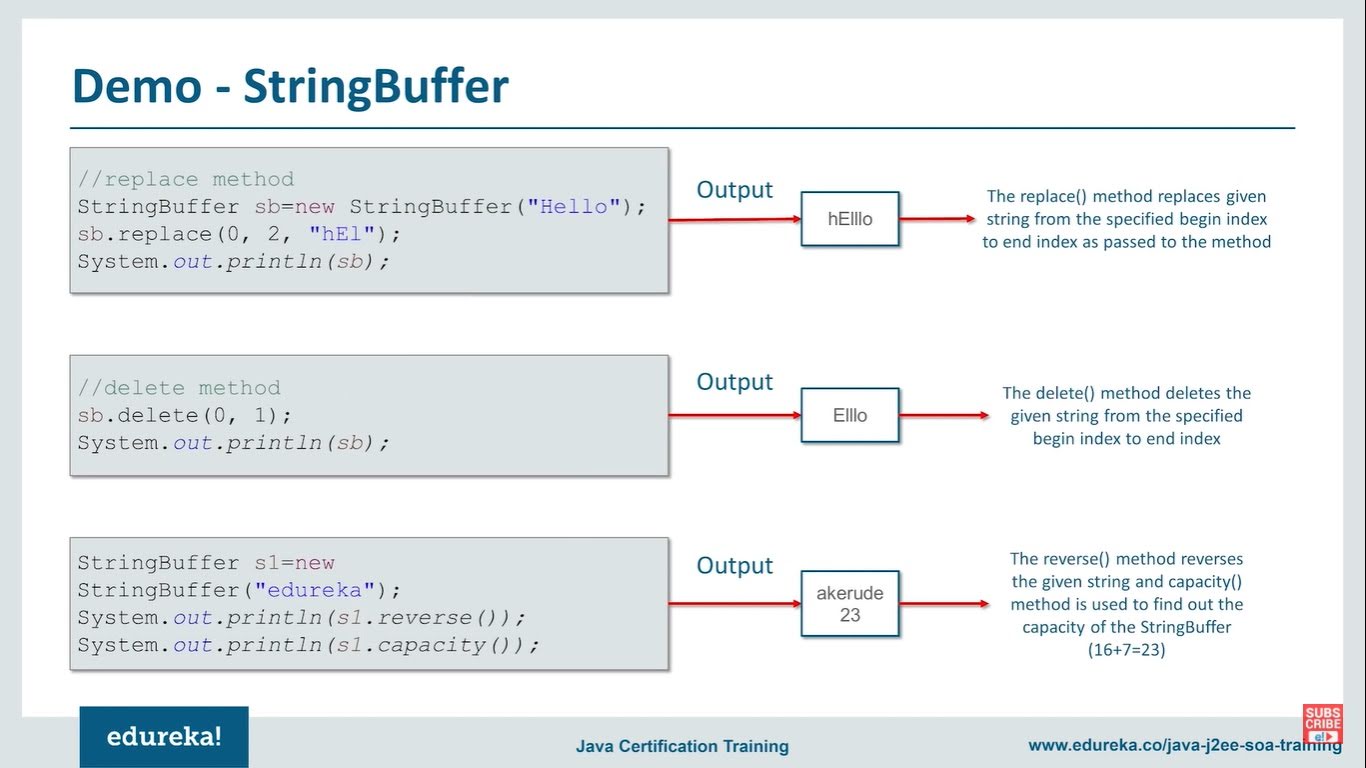 Demo - StringBuffer
//replace method
StringBuffer sb=new StringBuffer("Hello");
sb.replace(0, 2, "hEl");
System.out.println(sb);
Output
hElllo
The replace() method replaces given
string from the specified begin index
to end index as passed to the method
//delete method
sb.delete(0, 1);
System.out.println(sb);
Output
Elllo
The delete() method deletes the
given string from the specified
begin index to end index
StringBuffer s1=new
StringBuffer("edureka");
System.out.println(s1.reverse());
System.out.println(s1.capacity());
Output
akerude
23
The reverse() method reverses
the given string and capacity()
method is used to find out the
capacity of the StringBuffer
(16+7=23)
edureka!
Java Certification Training
www.edureka.co/java-j2ee-soa-training
SUBS
CRIBE
e!